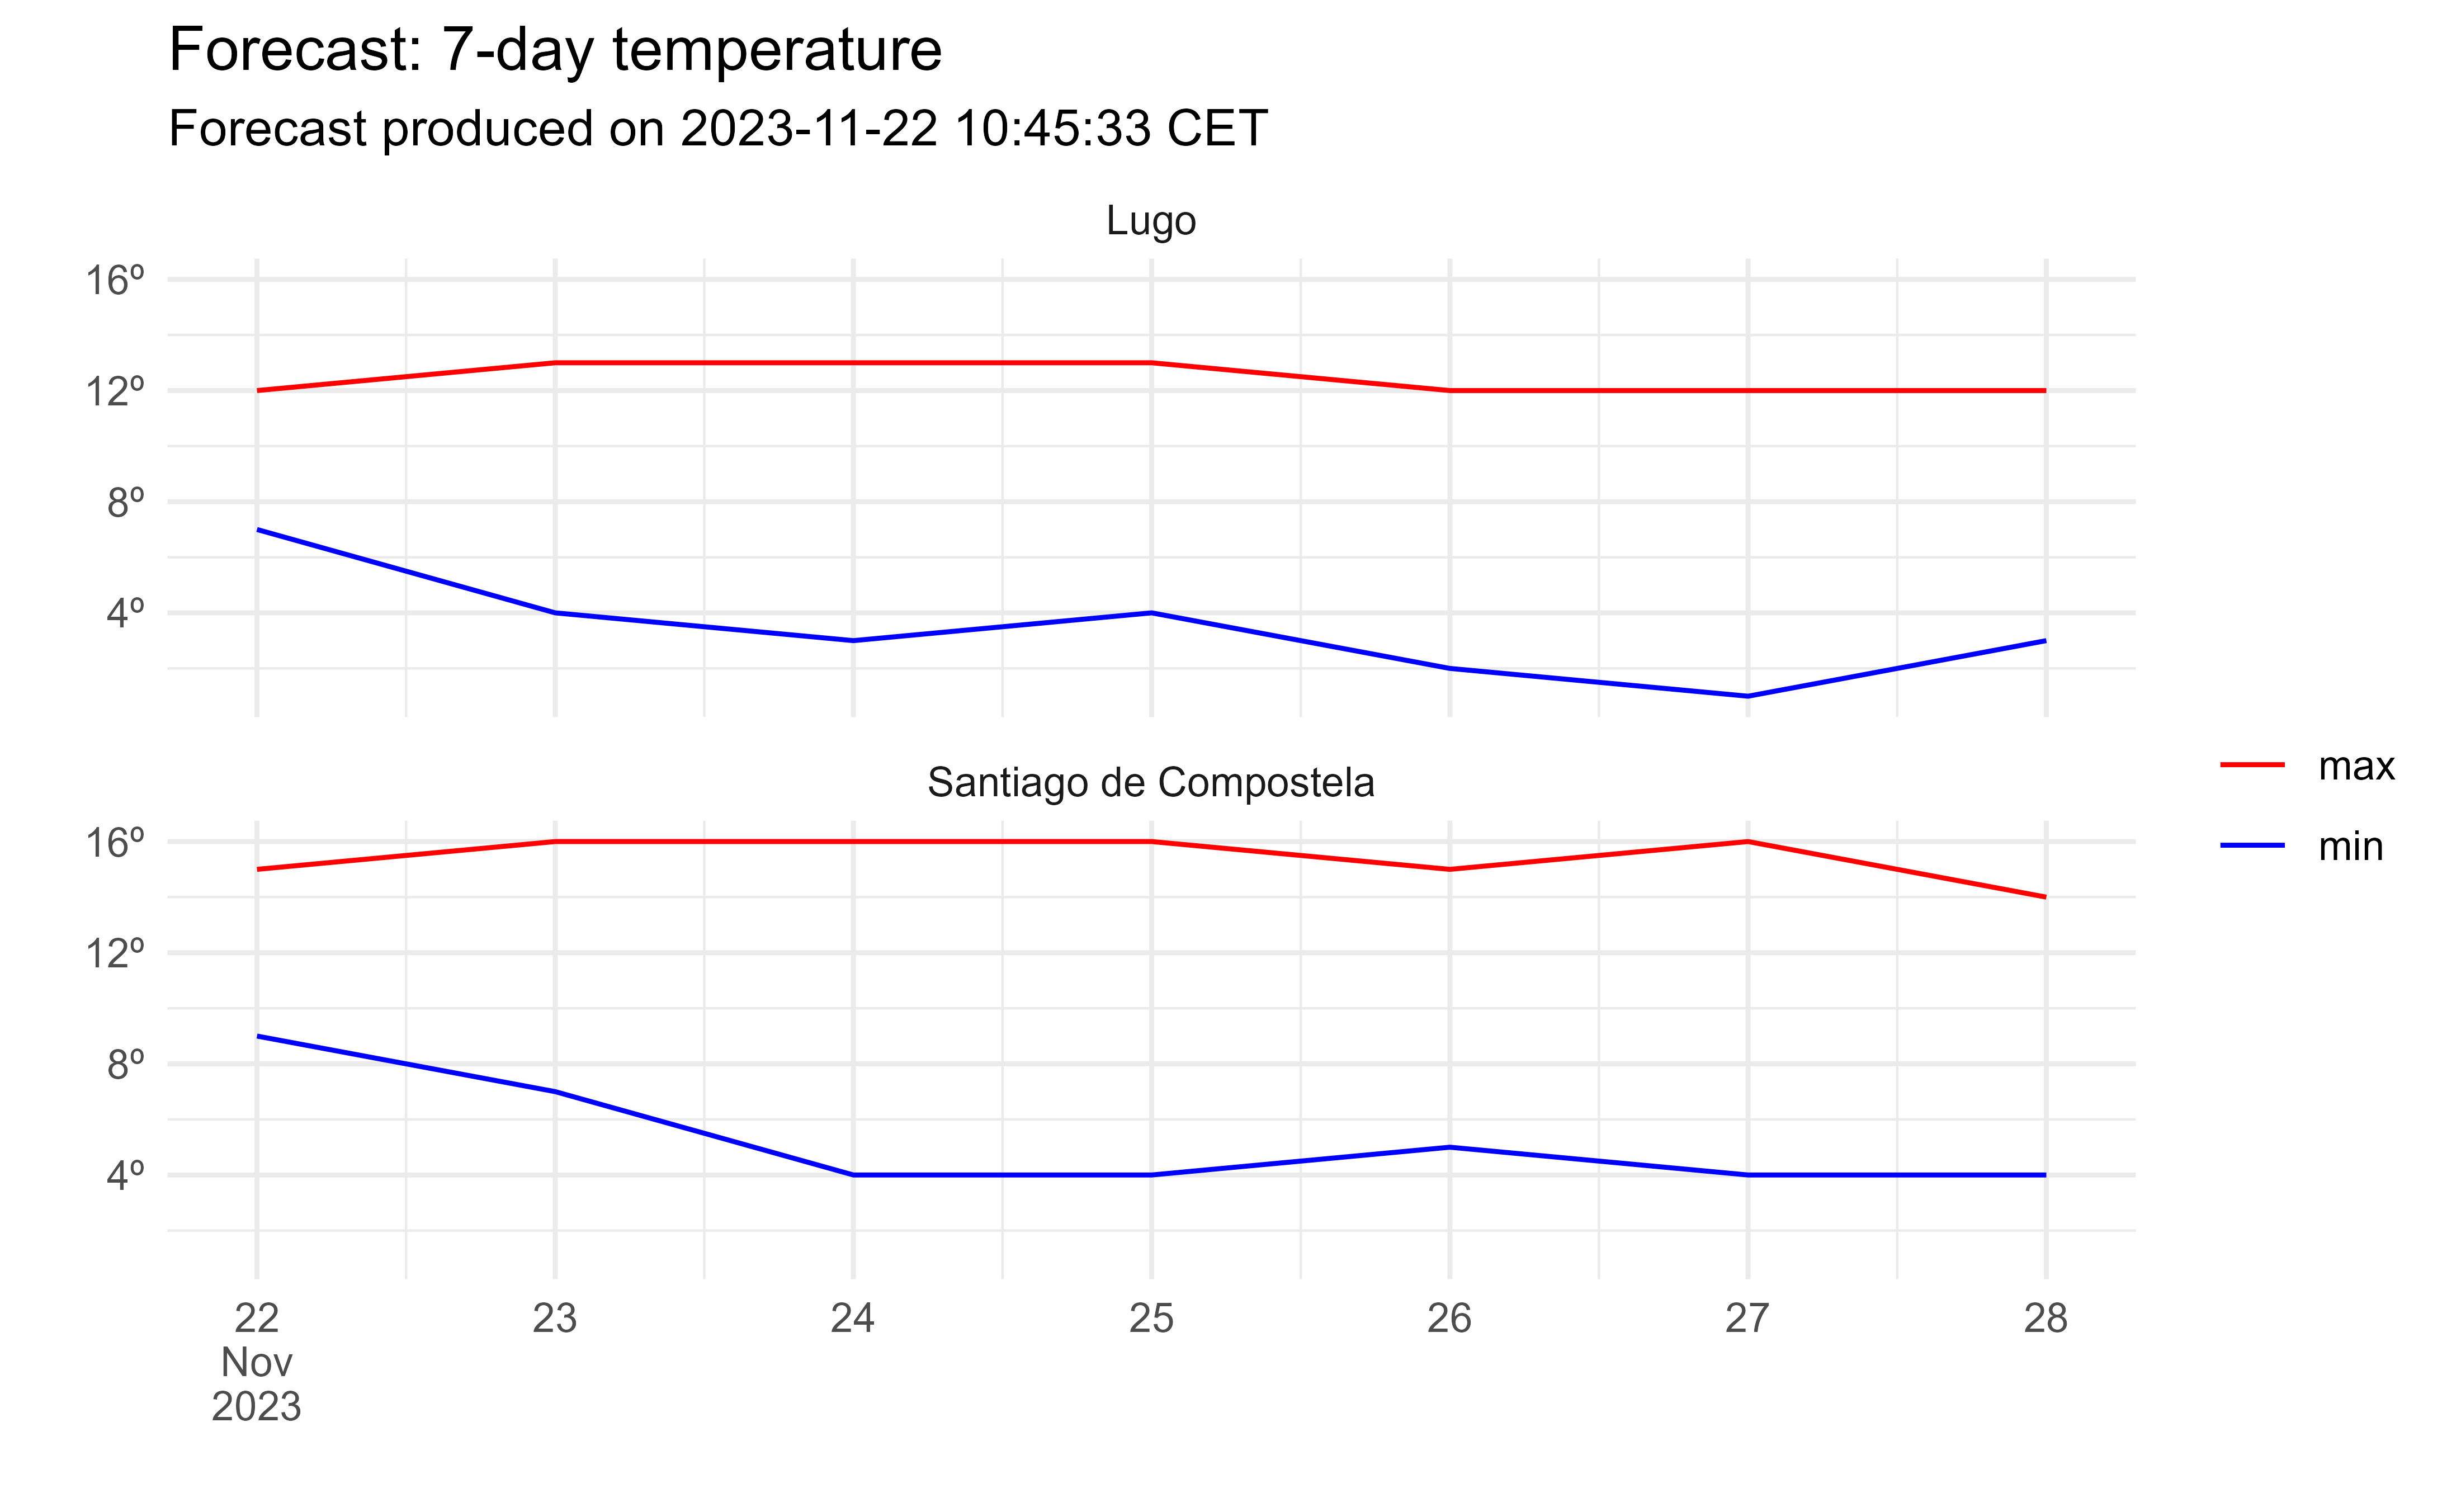 Forecast: 7-day temperature
Forecast produced on 2023-11-22 10:45:33 CET
Lugo
16º
12º
8º
4º
Santiago de Compostela
16º
12º
8º
4º
22 23 24 25 26 27 28
Nov
2023
max
min